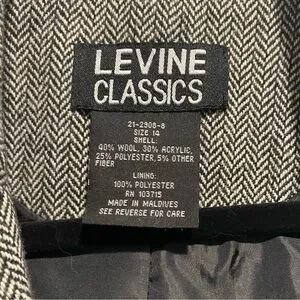 LEVINE
CLASSICS
21-2908-8
SIZE 14
SHELL:
40% WOOL, 30% ACRYLIC,
25% POLYESTER, 5% OTHER
FIBER
LINING:
100% POLYESTER
RN 103715
MADE IN MALDIVES
SEE REVERSE FOR CARE